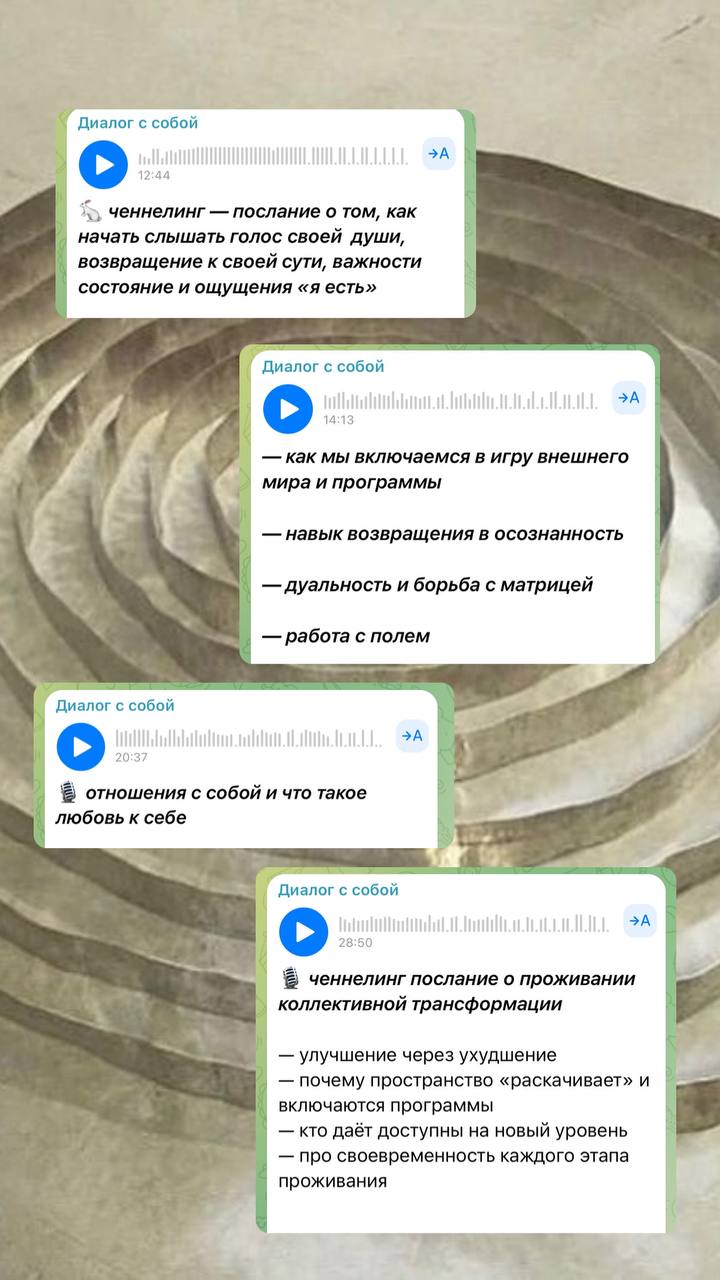 Диалог с собой
→A
12:44
🐇 ченнелинг — послание о том, как
начать слышать голос своей души,
возвращение к своей сути, важности
состояние и ощущения «я есть»
Диалог с собой
→A
14:13
— как мы включаемся в игру внешнего
мира и программы
— навык возвращения в осознанность
— дуальность и борьба с матрицей
— работа с полем
Диалог с собой
→A
20:37
🎙 отношения с собой и что такое
любовь к себе
Диалог с собой
→A
28:50
🎙 ченнелинг послание о проживании
коллективной трансформации
— улучшение через ухудшение
— почему пространство «раскачивает» и
включаются программы
— кто даёт доступны на новый уровень
— про своевременность каждого этапа
проживания